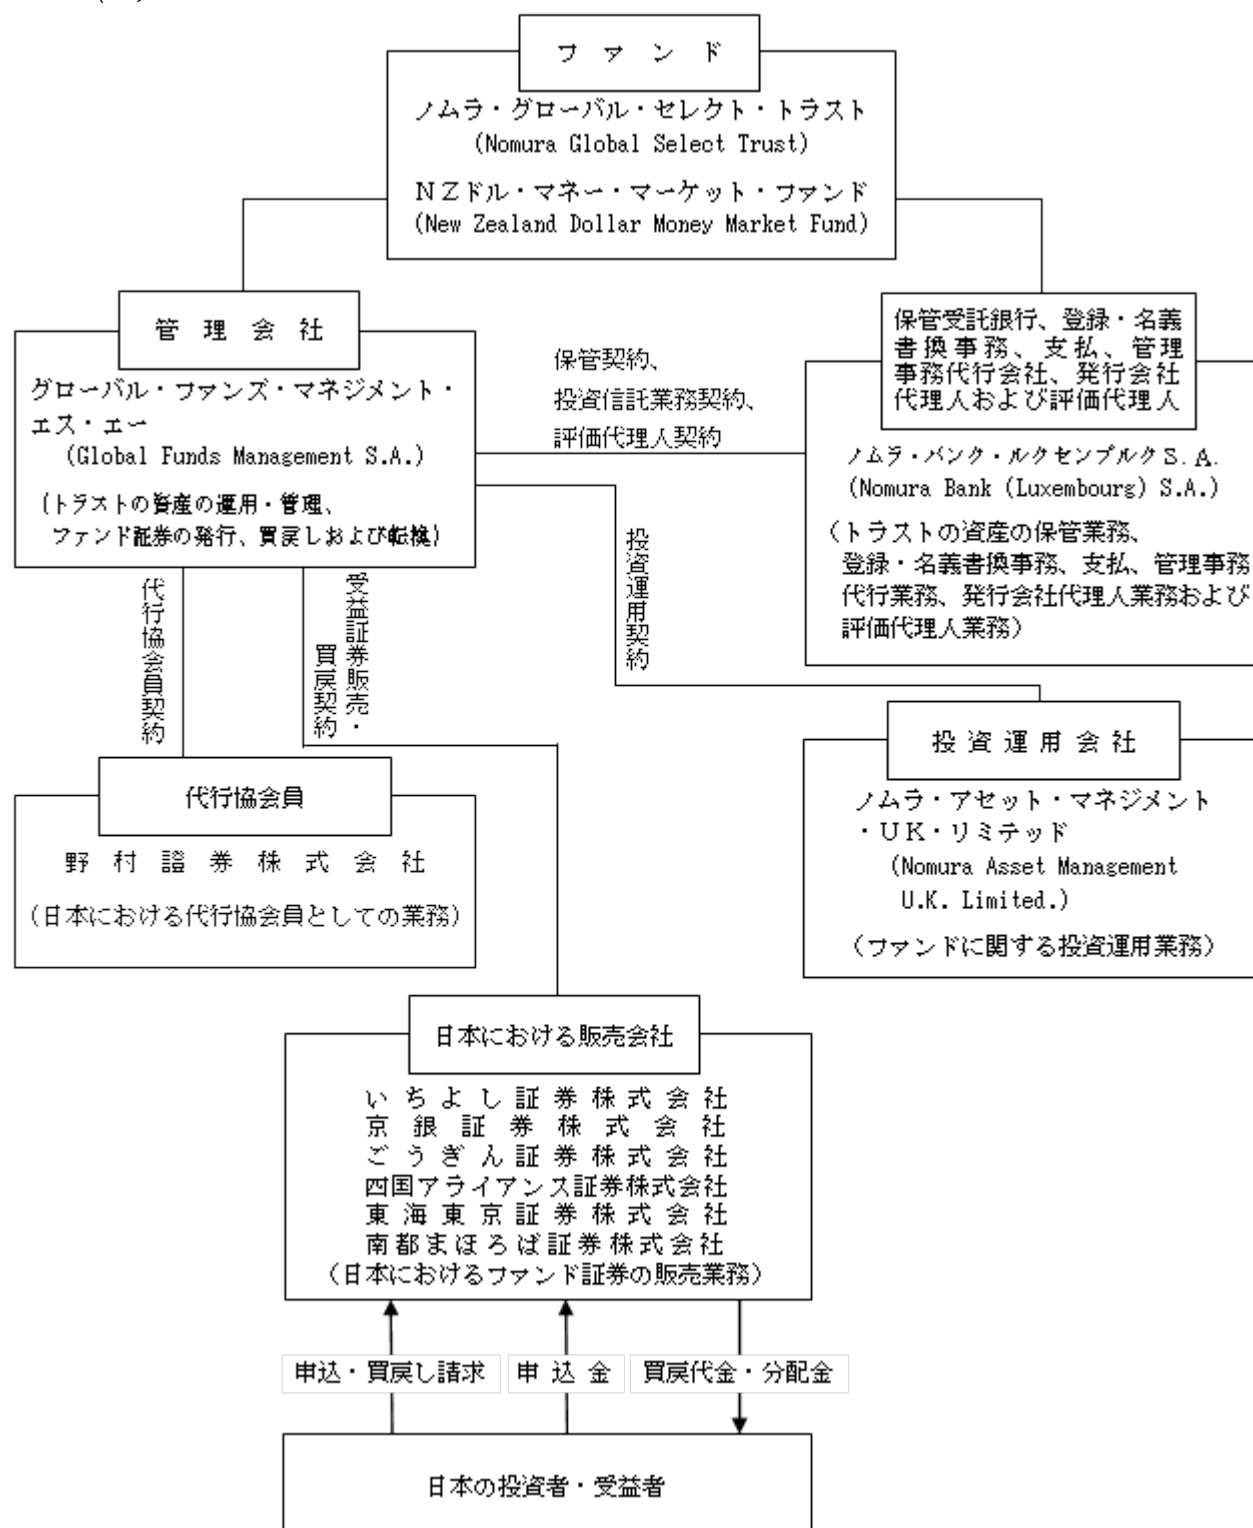 ファンド
ノムラ・グローバル・セレクト・トラスト
(Nomura Global Select Trust)
NZドル・マネー・マーケット・ファンド
(New Zealand Dollar Money Market Fund)
管理会社
グローバル・ファンズ・マネジメント・
エス・エー
(Global Funds Management S.A.)
(トラストの資産の運用・管理、
ファンド証券の発行、買戻しおよび転換)
保管契約、
投資信託業務契約、
評価代理人契約
保管受託銀行、登録・名義
書換事務、支払、管理
事務代行会社、発行会社
代理人および評価代理人
ノムラ・バンク・ルクセンブルクS.A.
(Nomura Bank (Luxembourg) S.A.)
(トラストの資産の保管業務、
登録・名義書換事務、支払、管理事務
代行業務、発行会社代理人業務および
評価代理人業務)
代行協会員契約
受益証券販売・
買戻契約
投資運用契約
投資運用会社
ノムラ・アセット・マネジメント
・UK・リミテッド
(Nomura Asset Management
U.K. Limited.)
(ファンドに関する投資運用業務)
代行協会員
野村證券株式会社
(日本における代行協会員としての業務)
日本における販売会社
いちよし証券株式会社
京銀証券株式会社
ごうぎん証券株式会社
四国アライアンス証券株式会社
東海東京証券株式会社
南都まほろば証券株式会社
(日本におけるファンド証券の販売業務)
申込・買戻し請求
申込金
買戻代金・分配金
日本の投資者・受益者